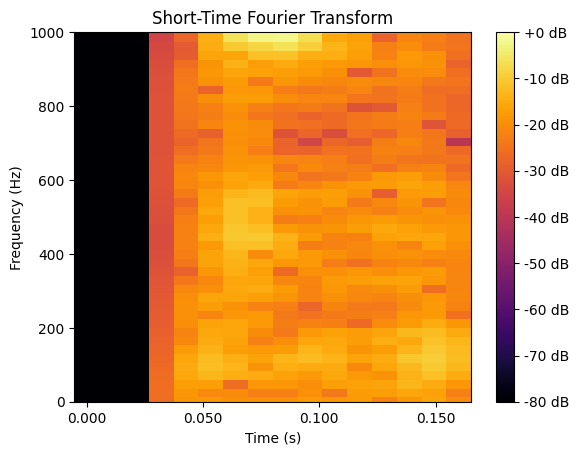 Short-Time Fourier Transform
1000
800
600
400
200
0
Frequency (Hz)
0.000
0.050
0.100
0.150
Time (s)
+0 dB
-10 dB
-20 dB
-30 dB
-40 dB
-50 dB
-60 dB
-70 dB
-80 dB